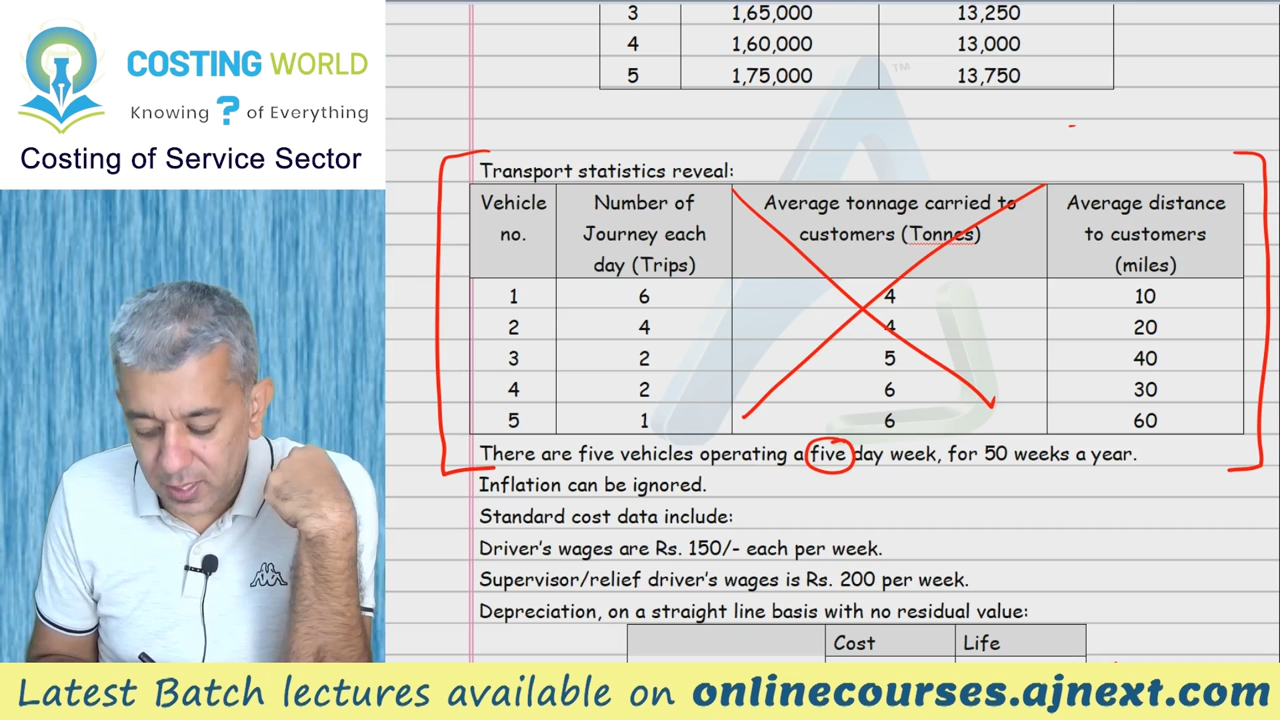 COSTING WORLD
Knowing ? of Everything
Costing of Service Sector
3 1,65,000 13,250
4 1,60,000 13,000
5 1,75,000 13,750
TM
Transport statistics reveal:
Vehicle no. Number of Journey each day (Trips) Average tonnage carried to customers (Tonnes) Average distance to customers (miles)
1 6 4 10
2 4 4 20
3 2 5 40
4 2 6 30
5 1 6 60
There are five vehicles operating a five day week, for 50 weeks a year.
Inflation can be ignored.
Standard cost data include:
Driver's wages are Rs. 150/- each per week.
Supervisor/relief driver's wages is Rs. 200 per week.
Depreciation, on a straight line basis with no residual value:
Cost Life
Latest Batch lectures available on onlinecourses.ajnext.com